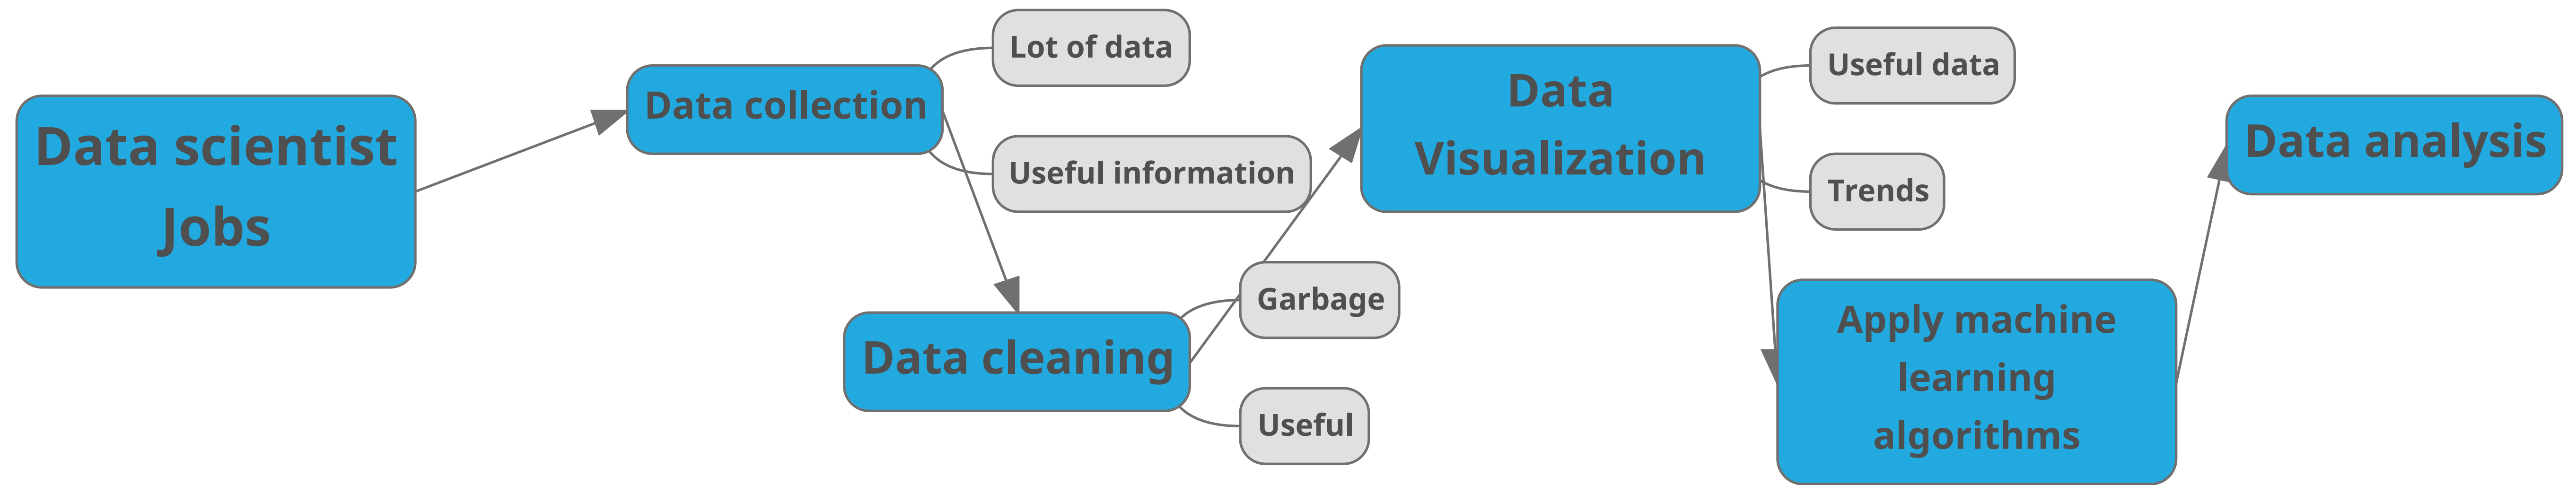 Data scientist
Jobs
Data collection
Lot of data
Useful information
Data cleaning
Garbage
Useful
Data
Visualization
Useful data
Trends
Apply machine
learning
algorithms
Data analysis